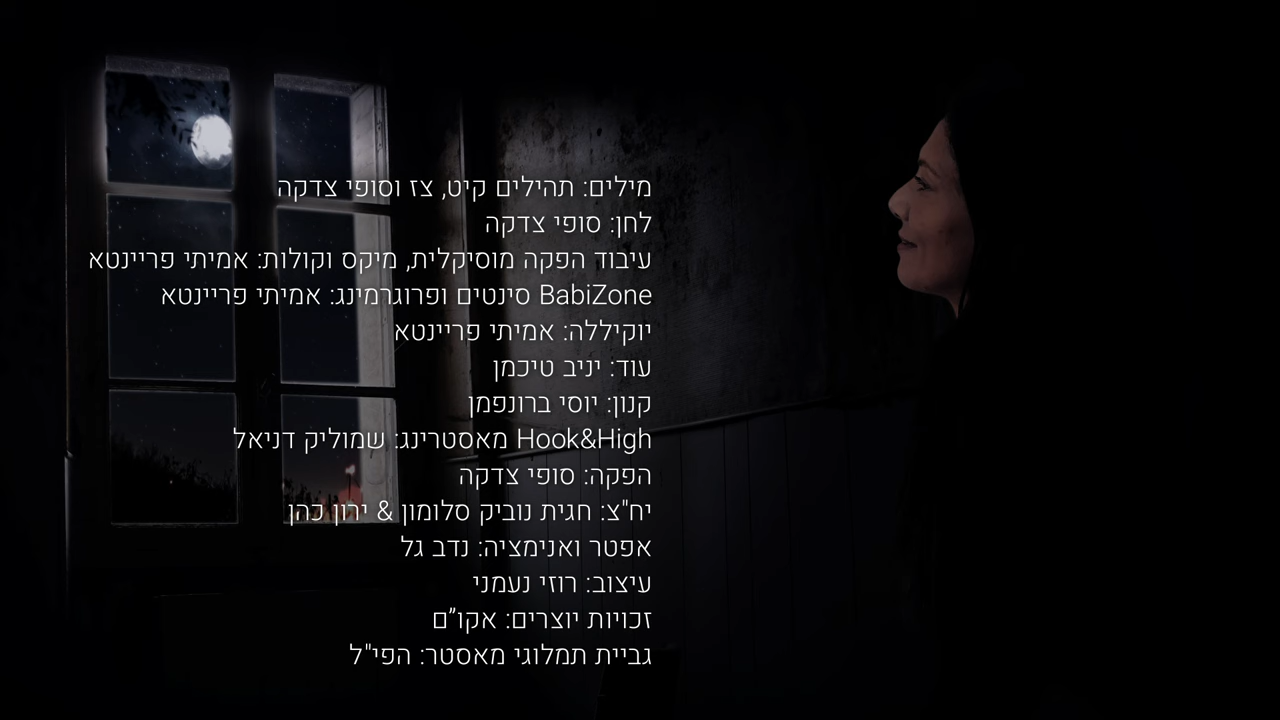 מילים: תהילים קיט, צז וסופי צדקה
לחן: סופי צדקה
עיבוד הפקה מוסיקלית, מיקס וקולות: אמיתי פריינטא
BabiZone סינטים ופרוגרמינג: אמיתי פריינטא
יוקיללה: אמיתי פריינטא
עוד: יניב טיכמן
קנון: יוסי ברונפמן
Hook&High מאסטרינג: שמוליק דניאל
הפקה: סופי צדקה
יח"צ: חגית נוביק סלומון & ירון כהן
אפטר ואנימציה: נדב גל
עיצוב: רוזי נעמני
זכויות יוצרים: אקו”ם
גביית תמלוגי מאסטר: הפי"ל